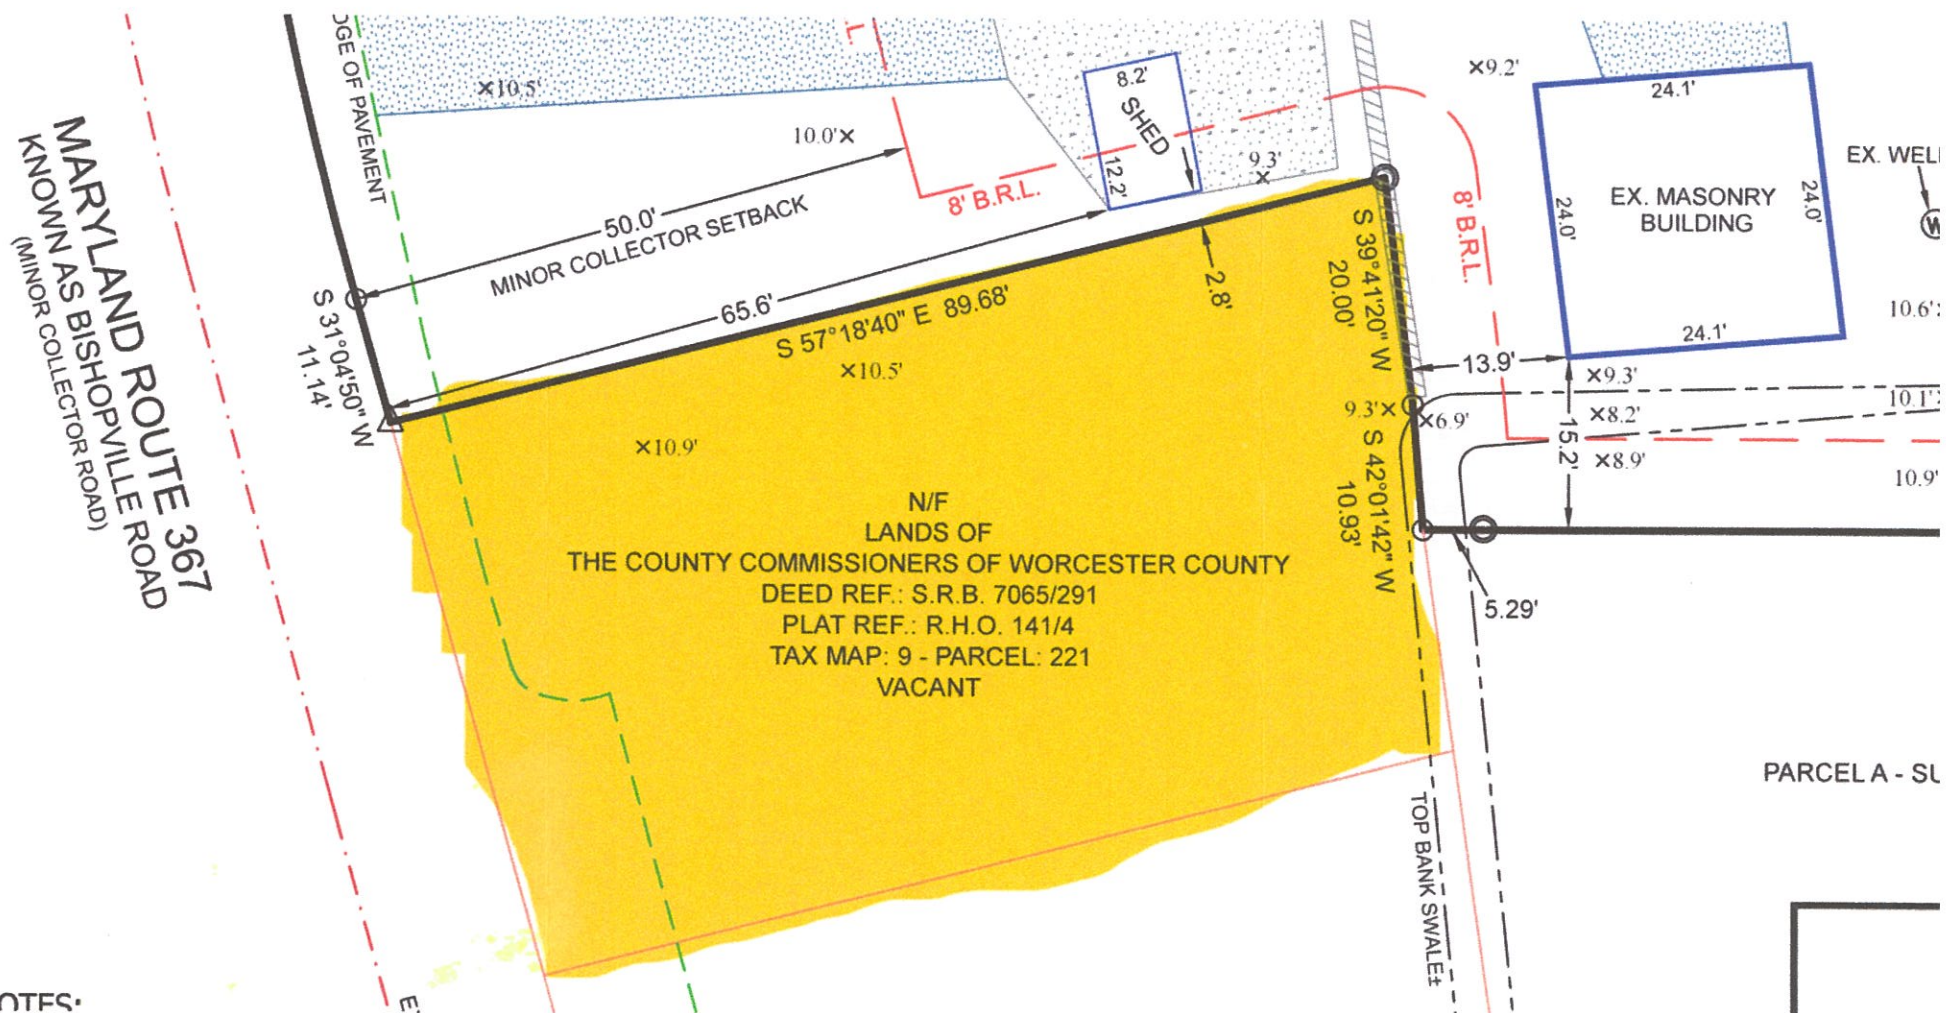 MARYLAND ROUTE 367
KNOWN AS BISHOPVILLE ROAD
(MINOR COLLECTOR ROAD)
OF PAVEMENT
×10.5'
10.0'×
50.0'
MINOR COLLECTOR SETBACK
8' B.R.L.
8.2'
SHED
12.2'
9.3'
×
×9.2'
24.1'
24.0'
EX. MASONRY
BUILDING
24.0'
24.1'
EX. WEL
W
10.6'
8' B.R.L.
S 31°04'50" W
11.14'
65.6'
S 57°18'40" E 89.68'
2.8'
S 39°41'20" W
20.00'
13.9'
×10.5'
×10.9'
9.3'×
×6.9'
×9.3'
×8.2'
×8.9'
10.1'
10.9'
15.2'
S 42°01'42" W
10.93'
5.29'
N/F
LANDS OF
THE COUNTY COMMISSIONERS OF WORCESTER COUNTY
DEED REF.: S.R.B. 7065/291
PLAT REF.: R.H.O. 141/4
TAX MAP: 9 - PARCEL: 221
VACANT
PARCEL A - SU
TOP BANK SWALE±
OTES: